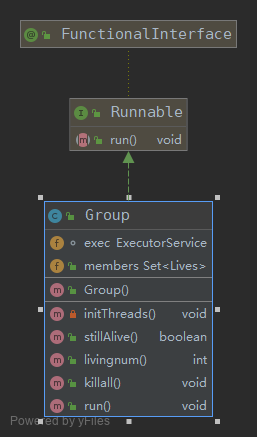 @ FunctionalInterface
I Runnable
m run() void
C Group
f exec ExecutorService
f members Set<Lives>
m Group()
m initThreads() void
m stillAlive() boolean
m livingnum() int
m killall() void
m run() void
Powered by yFiles